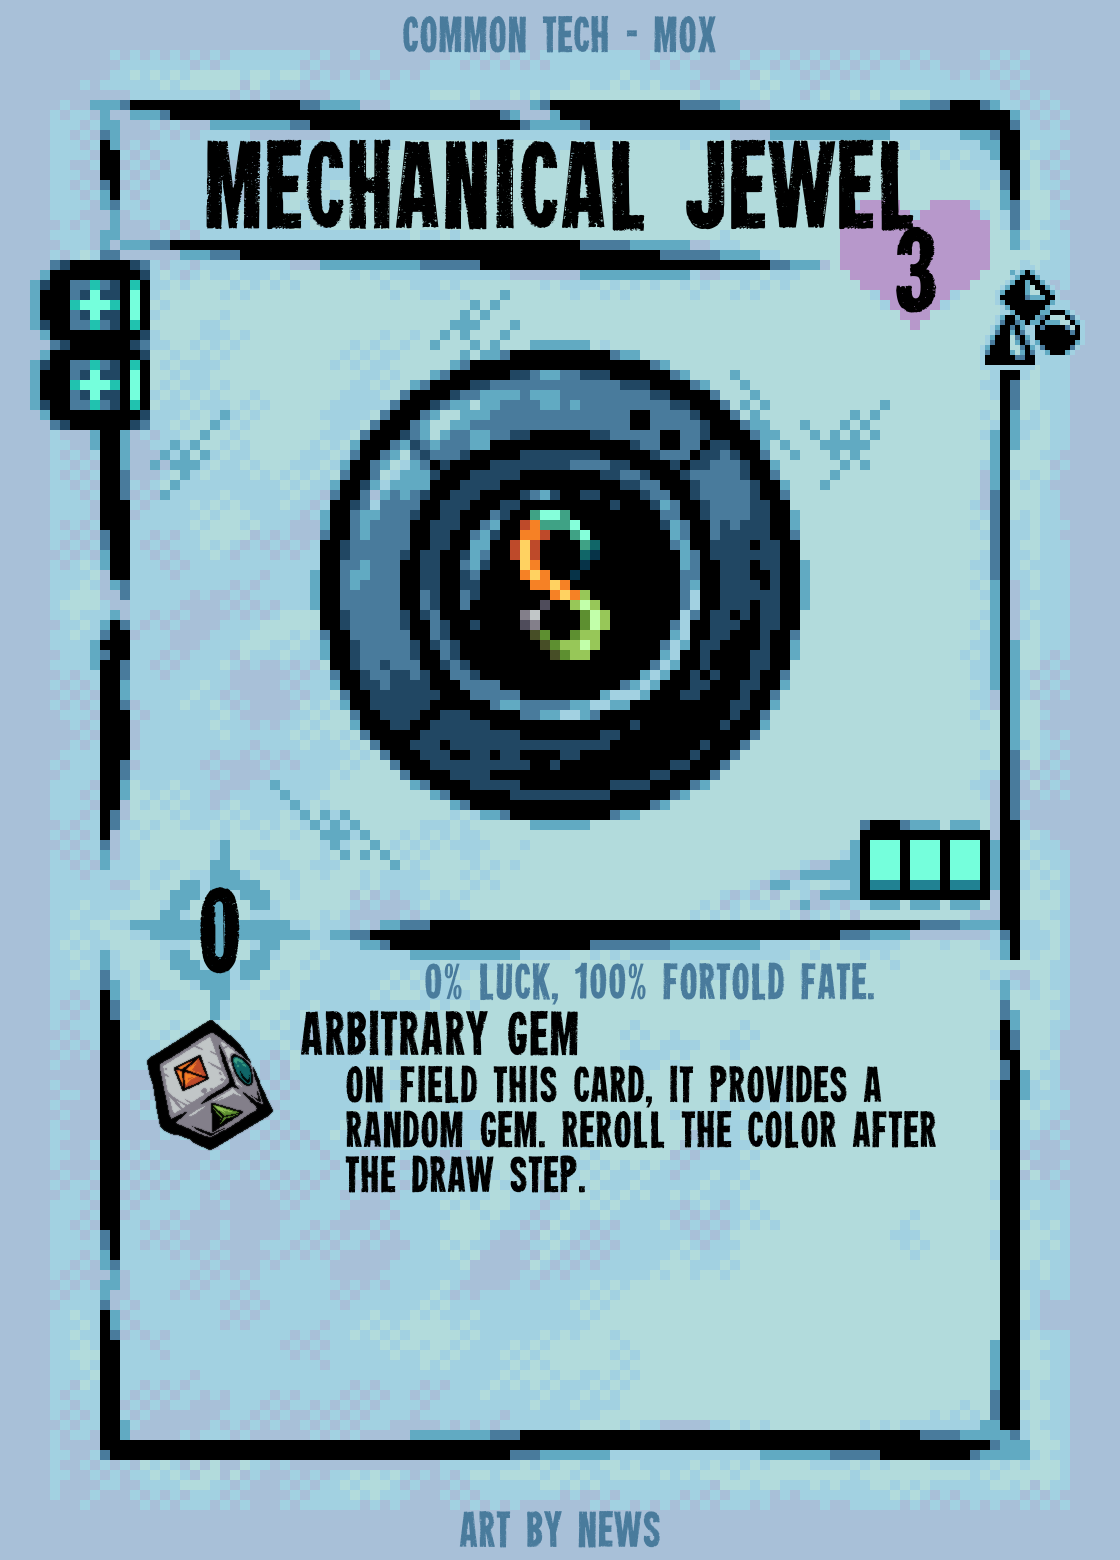 COMMON TECH - MOX
MECHANICAL JEWEL
3
0
0% LUCK, 100% FORTOLD FATE.
ARBITRARY GEM
ON FIELD THIS CARD, IT PROVIDES A
RANDOM GEM. REROLL THE COLOR AFTER
THE DRAW STEP.
ART BY NEWS